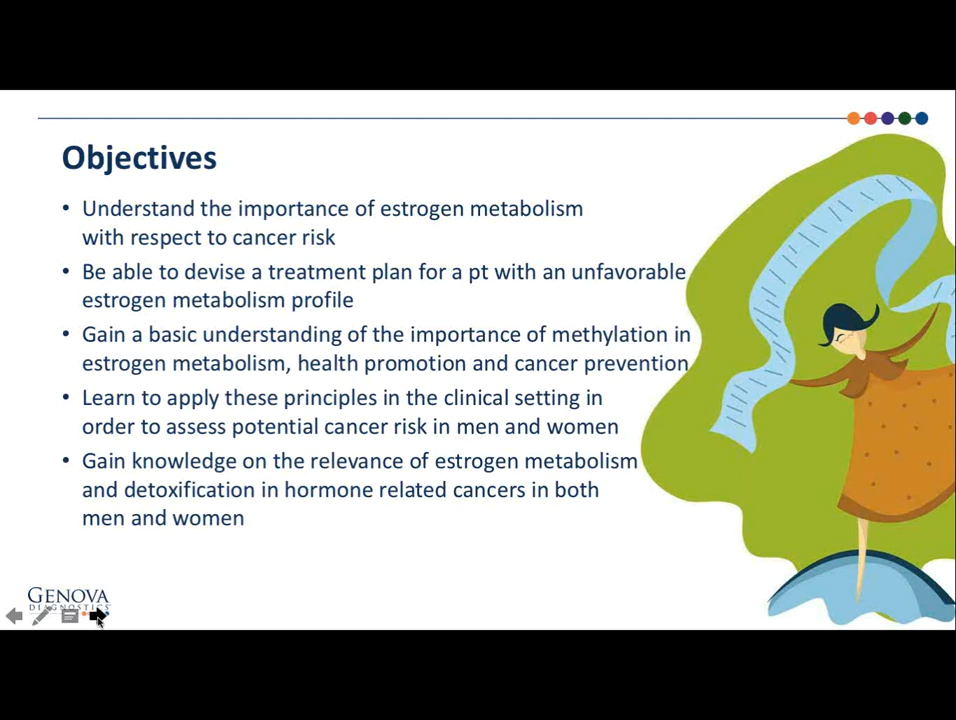 Objectives
• Understand the importance of estrogen metabolism
with respect to cancer risk
• Be able to devise a treatment plan for a pt with an unfavorable
estrogen metabolism profile
• Gain a basic understanding of the importance of methylation in
estrogen metabolism, health promotion and cancer prevention
• Learn to apply these principles in the clinical setting in
order to assess potential cancer risk in men and women
• Gain knowledge on the relevance of estrogen metabolism
and detoxification in hormone related cancers in both
men and women
GENOVA
DIAGNOSTICS